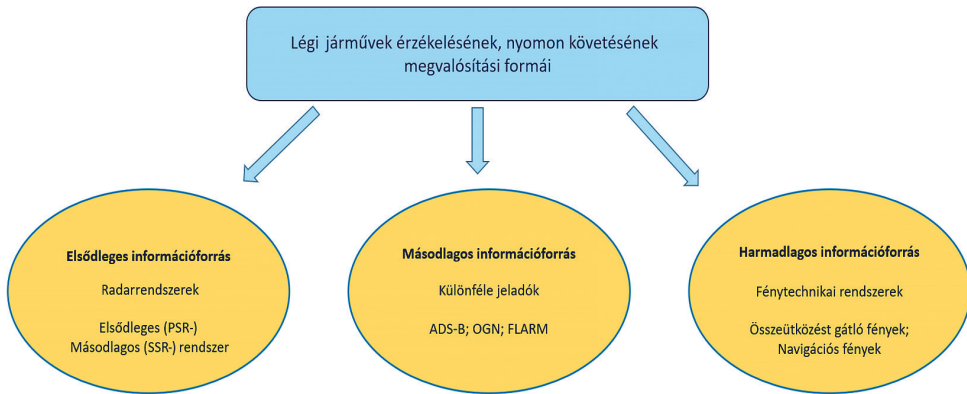 Légi járművek érzékelésének, nyomon követésének
megvalósítási formái
Elsődleges információforrás
Radarrendszerek
Elsődleges (PSR-)
Másodlagos (SSR-) rendszer
Másodlagos információforrás
Különféle jeladók
ADS-B; OGN; FLARM
Harmadlagos információforrás
Fénytechnikai rendszerek
Összeütközést gátló fények;
Navigációs fények